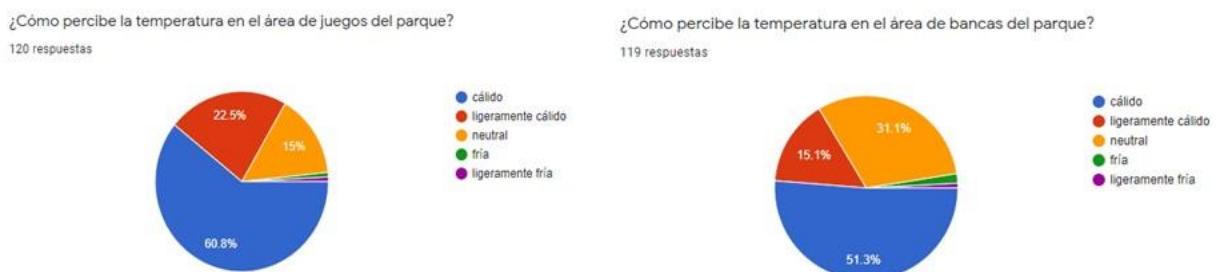 ¿Cómo percibe la temperatura en el área de juegos del parque?
120 respuestas
22.5%
15%
60.8%
cálido
ligeramente cálido
neutral
fría
ligeramente fría
¿Cómo percibe la temperatura en el área de bancas del parque?
119 respuestas
31.1%
15.1%
51.3%
cálido
ligeramente cálido
neutral
fría
ligeramente fría